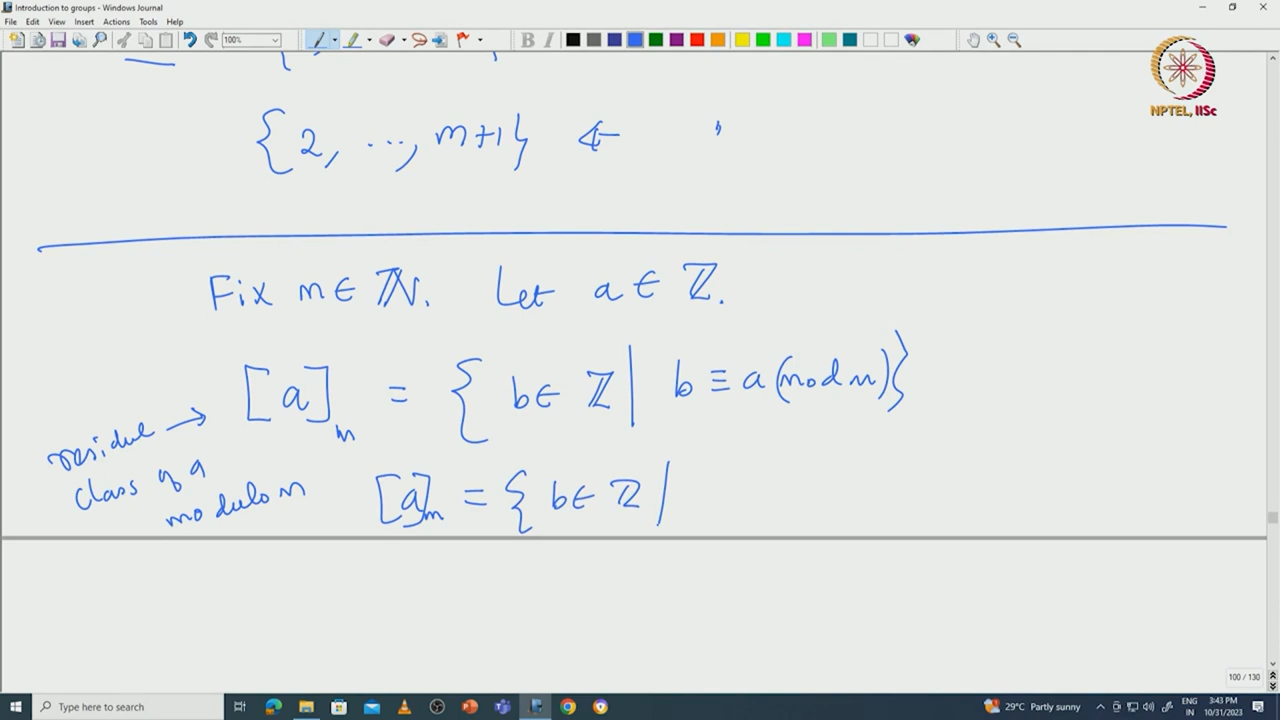 Introduction to groups - Windows Journal
File Edit View Insert Actions Tools Help
100%
NPTEL, IISc
{2, ..., m+1} ←
Fix m ∈ ℕ. Let a ∈ ℤ.
[a]m = { b ∈ ℤ | b ≡ a (mod m)}
residue →
class of a
modulo m
[a]m = { b ∈ ℤ |
100 / 130
Type here to search
29°C Partly sunny
ENG
IN
3:43 PM
10/31/2023